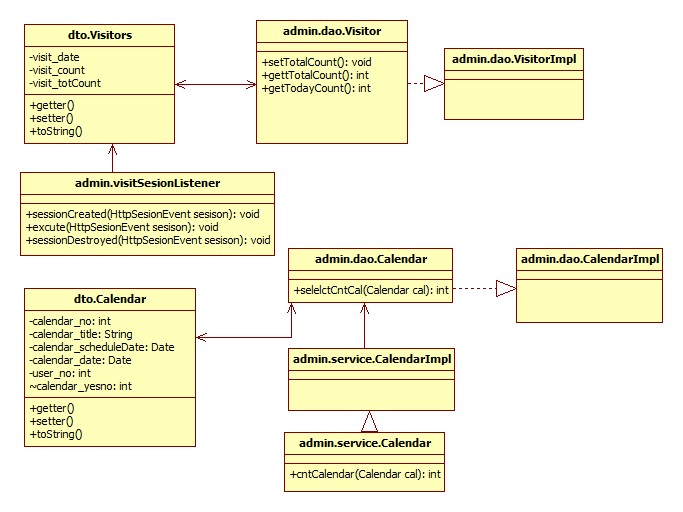 dto.Visitors
-visit_date
-visit_count
-visit_totCount
+getter()
+setter()
+toString()
admin.dao.Visitor
+setTotalCount(): void
+gettTotalCount(): int
+getTodayCount(): int
admin.dao.VisitorImpl
admin.visitSesionListener
+sessionCreated(HttpSesionEvent sesison): void
+excute(HttpSesionEvent sesison): void
+sessionDestroyed(HttpSesionEvent sesison): void
admin.dao.Calendar
+selelctCntCal(Calendar cal): int
admin.dao.CalendarImpl
dto.Calendar
-calendar_no: int
-calendar_title: String
-calendar_scheduleDate: Date
-calendar_date: Date
-user_no: int
~calendar_yesno: int
+getter()
+setter()
+toString()
admin.service.CalendarImpl
admin.service.Calendar
+cntCalendar(Calendar cal): int